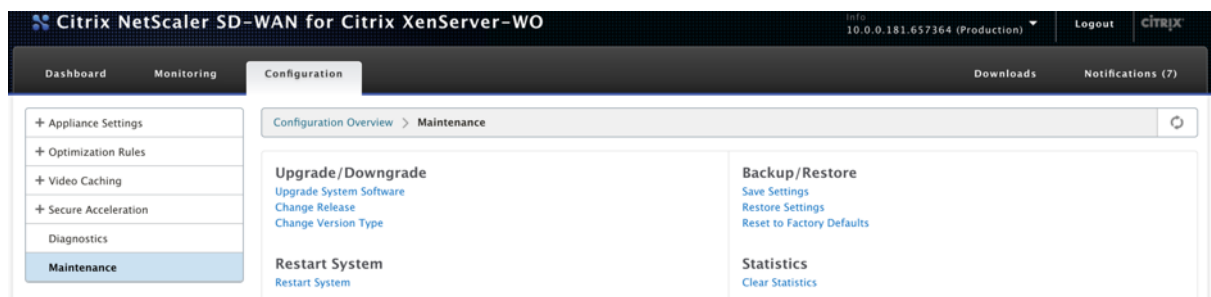 Citrix NetScaler SD-WAN for Citrix XenServer-WO
Info
10.0.0.181.657364 (Production)
Logout
CİTRIX
Dashboard
Monitoring
Configuration
Downloads
Notifications (7)
+ Appliance Settings
+ Optimization Rules
+ Video Caching
+ Secure Acceleration
Diagnostics
Maintenance
Configuration Overview > Maintenance
Upgrade/Downgrade
Upgrade System Software
Change Release
Change Version Type
Restart System
Restart System
Backup/Restore
Save Settings
Restore Settings
Reset to Factory Defaults
Statistics
Clear Statistics